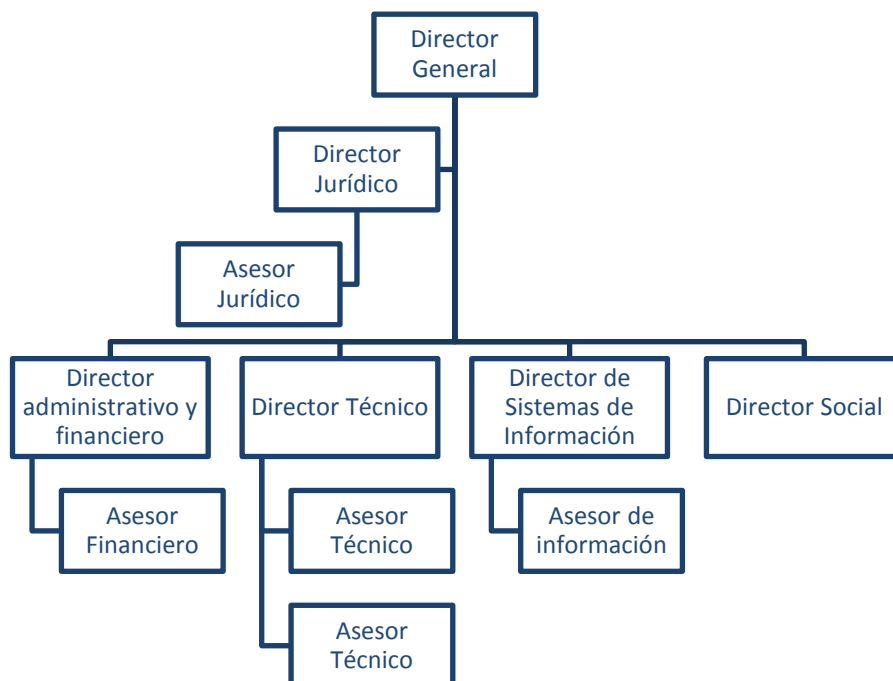 Director
General
Director
Jurídico
Asesor
Jurídico
Director
administrativo y
financiero
Director Técnico
Director de
Sistemas de
Información
Director Social
Asesor
Financiero
Asesor
Técnico
Asesor de
información
Asesor
Técnico